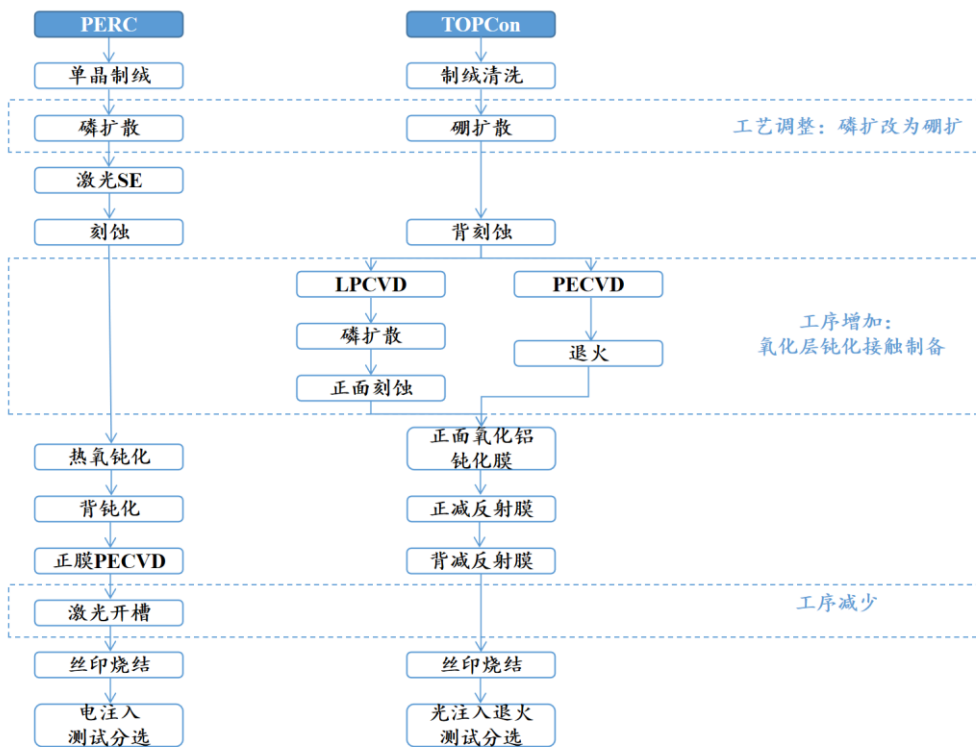 PERC
TOPCon
单晶制绒
制绒清洗
磷扩散
硼扩散
工艺调整：磷扩改为硼扩
激光SE
刻蚀
背刻蚀
LPCVD
PECVD
磷扩散
退火
正面刻蚀
工序增加：
氧化层钝化接触制备
正面氧化铝
钝化膜
热氧钝化
背钝化
正减反射膜
正膜PECVD
背减反射膜
激光开槽
工序减少
丝印烧结
丝印烧结
电注入
测试分选
光注入退火
测试分选